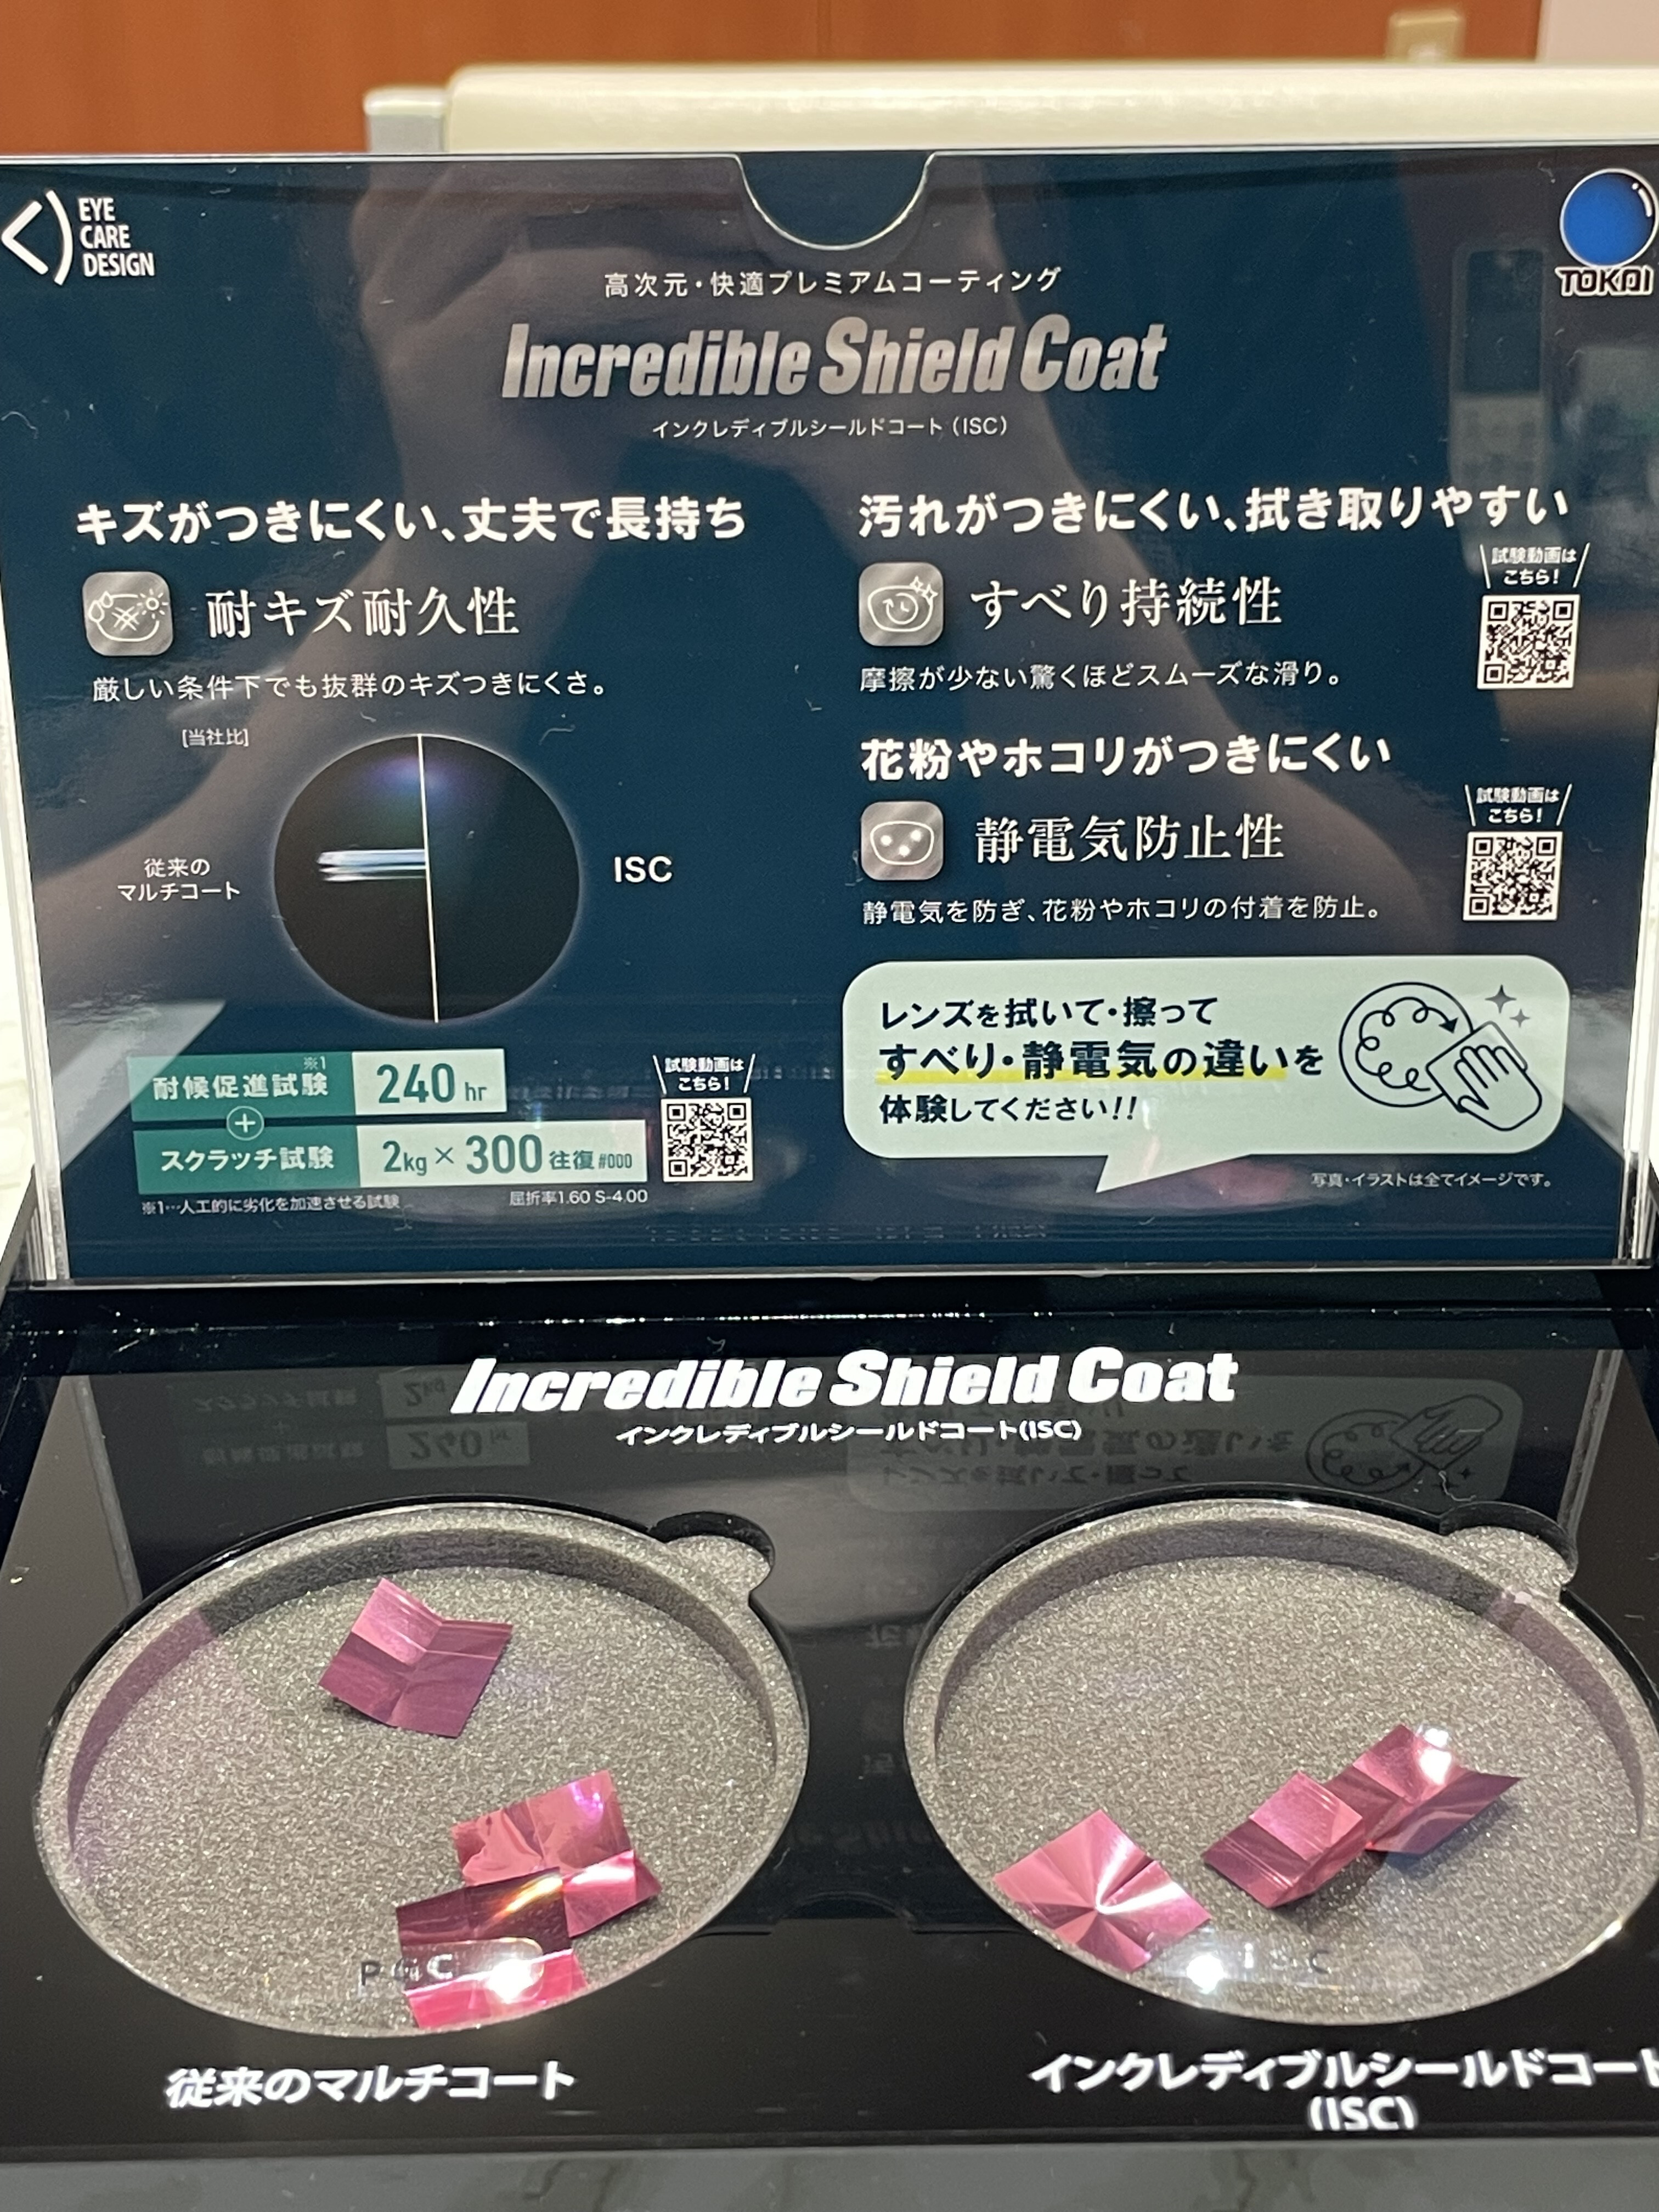 EYE
CARE
DESIGN
TOKAI
高次元・快適プレミアムコーティング
Incredible Shield Coat
インクレディブルシールドコート（ISC）
キズがつきにくい、丈夫で長持ち
耐キズ耐久性
厳しい条件下でも抜群のキズつきにくさ。
[当社比]
従来の
マルチコート
ISC
耐候促進試験 ※1 240 hr
+
スクラッチ試験 2kg × 300 往復 #000
※1…人工的に劣化を加速させる試験
屈折率1.60 S-4.00
試験動画は
こちら！
汚れがつきにくい、拭き取りやすい
すべり持続性
摩擦が少ない驚くほどスムーズな滑り。
試験動画は
こちら！
花粉やホコリがつきにくい
静電気防止性
静電気を防ぎ、花粉やホコリの付着を防止。
試験動画は
こちら！
レンズを拭いて・擦って
すべり・静電気の違いを
体験してください!!
写真・イラストは全てイメージです。
Incredible Shield Coat
インクレディブルシールドコート(ISC)
PGC
ISC
従来のマルチコート
インクレディブルシールドコート
(ISC)